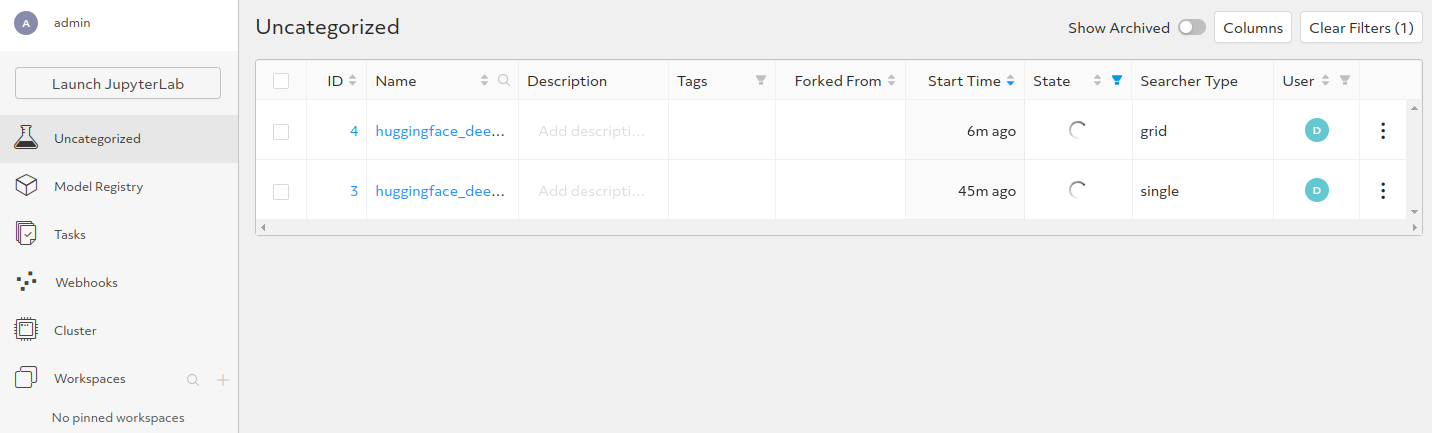 A admin
Launch JupyterLab
Uncategorized
Model Registry
Tasks
Webhooks
Cluster
Workspaces
No pinned workspaces
Uncategorized
Show Archived Columns Clear Filters (1)
ID Name Description Tags Forked From Start Time State Searcher Type User
4 huggingface_dee... Add descripti... 6m ago grid D
3 huggingface_dee... Add descripti... 45m ago single D